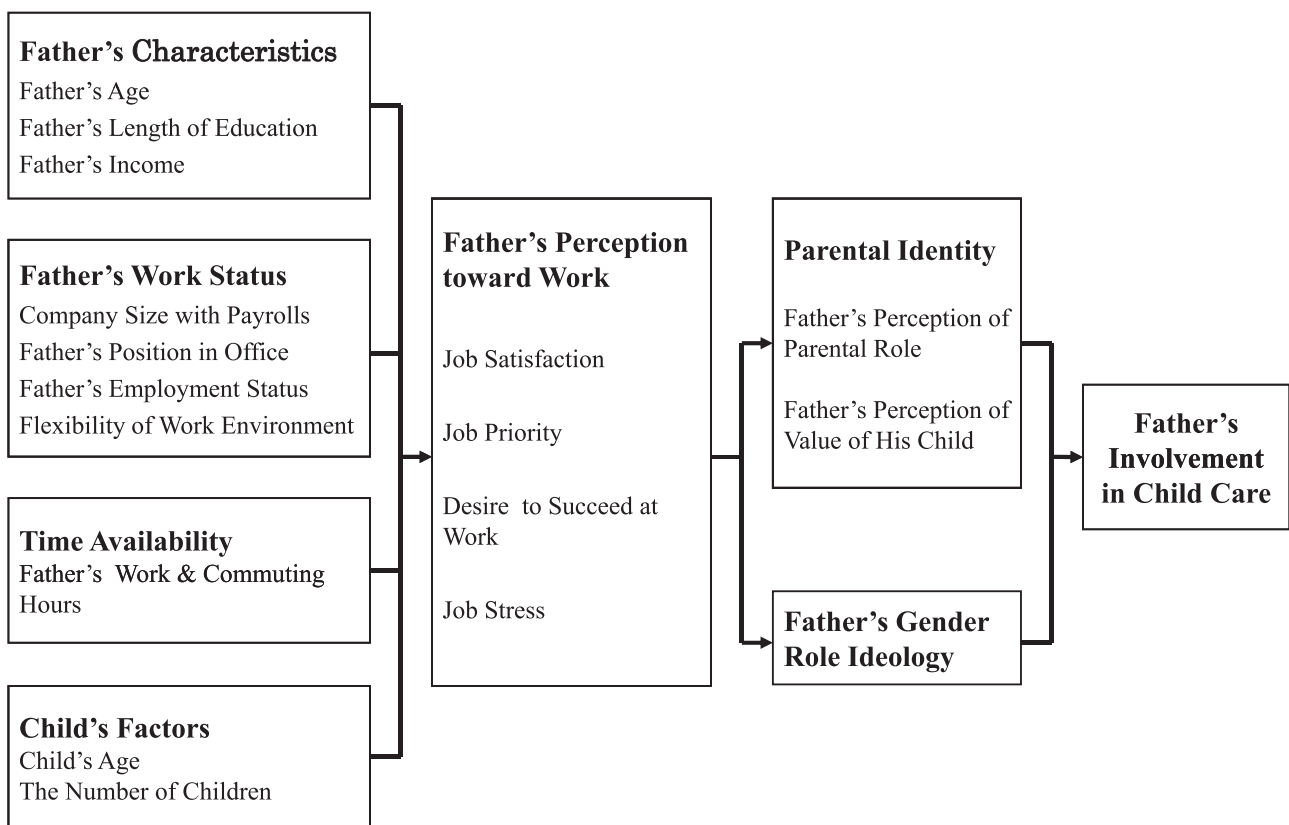 Father’s Characteristics
Father’s Age
Father’s Length of Education
Father’s Income
Father’s Work Status
Company Size with Payrolls
Father’s Position in Office
Father’s Employment Status
Flexibility of Work Environment
Time Availability
Father’s Work & Commuting
Hours
Child’s Factors
Child’s Age
The Number of Children
Father’s Perception
toward Work
Job Satisfaction
Job Priority
Desire to Succeed at
Work
Job Stress
Parental Identity
Father’s Perception of
Parental Role
Father’s Perception of
Value of His Child
Father’s Gender
Role Ideology
Father’s
Involvement
in Child Care